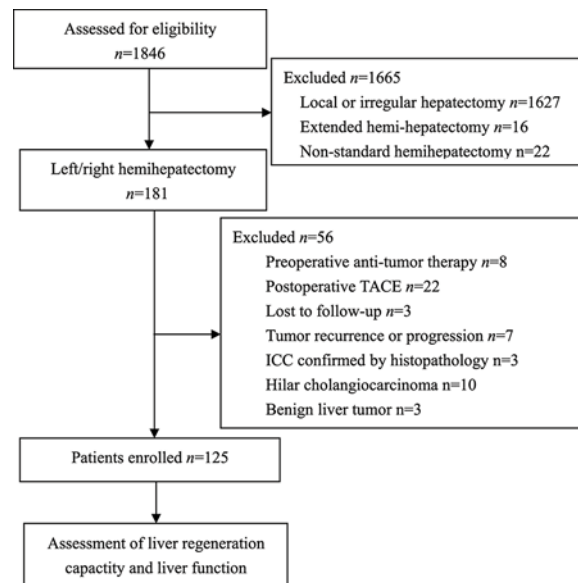 Assessed for eligibility
n=1846
Excluded n=1665
Local or irregular hepatectomy n=1627
Extended hemi-hepatectomy n=16
Non-standard hemihepatectomy n=22
Left/right hemihepatectomy
n=181
Excluded n=56
Preoperative anti-tumor therapy n=8
Postoperative TACE n=22
Lost to follow-up n=3
Tumor recurrence or progression n=7
ICC confirmed by histopathology n=3
Hilar cholangiocarcinoma n=10
Benign liver tumor n=3
Patients enrolled n=125
Assessment of liver regeneration
capactity and liver function